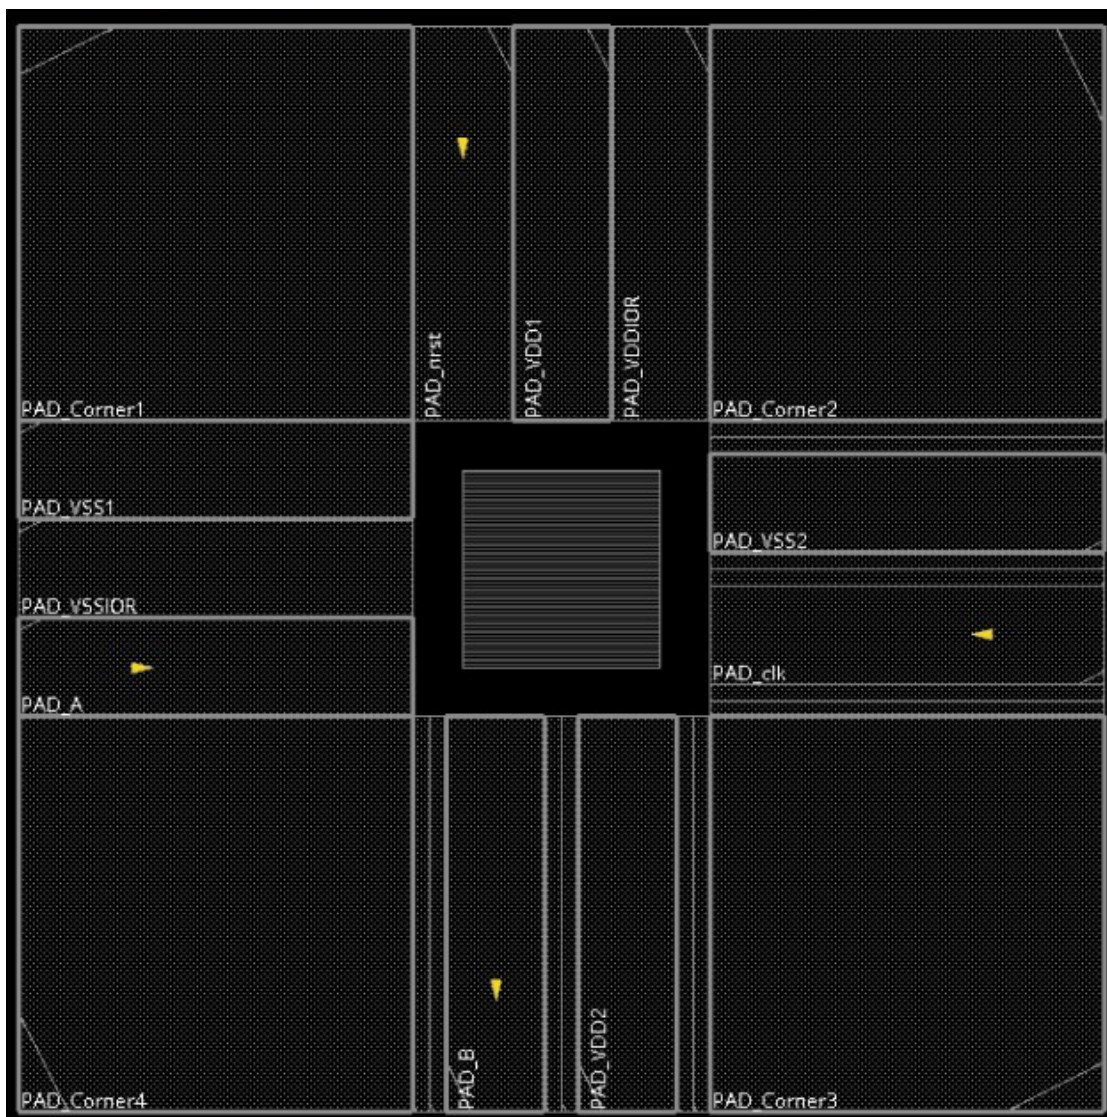 PAD_nrst
PAD_VDD1
PAD_VDDIOR
PAD_Corner1
PAD_Corner2
PAD_VSS1
PAD_VSS2
PAD_VSSIOR
PAD_clk
PAD_A
PAD_B
PAD_VDD2
PAD_Corner4
PAD_Corner3